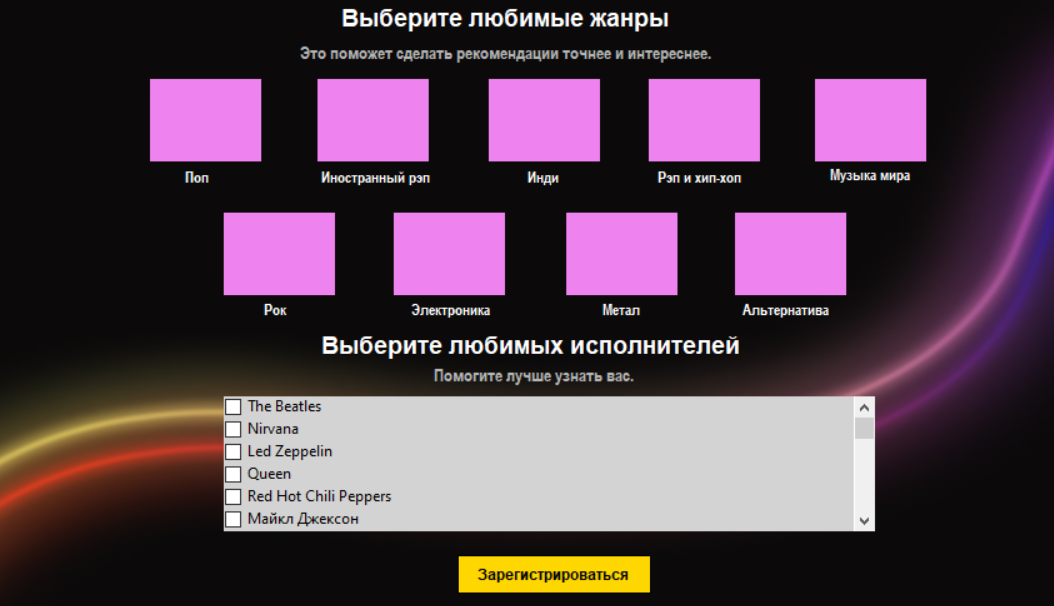 Выберите любимые жанры
Это поможет сделать рекомендации точнее и интереснее.
Поп
Иностранный рэп
Инди
Рэп и хип-хоп
Музыка мира
Рок
Электроника
Метал
Альтернатива
Выберите любимых исполнителей
Помогите лучше узнать вас.
The Beatles
Nirvana
Led Zeppelin
Queen
Red Hot Chili Peppers
Майкл Джексон
Зарегистрироваться